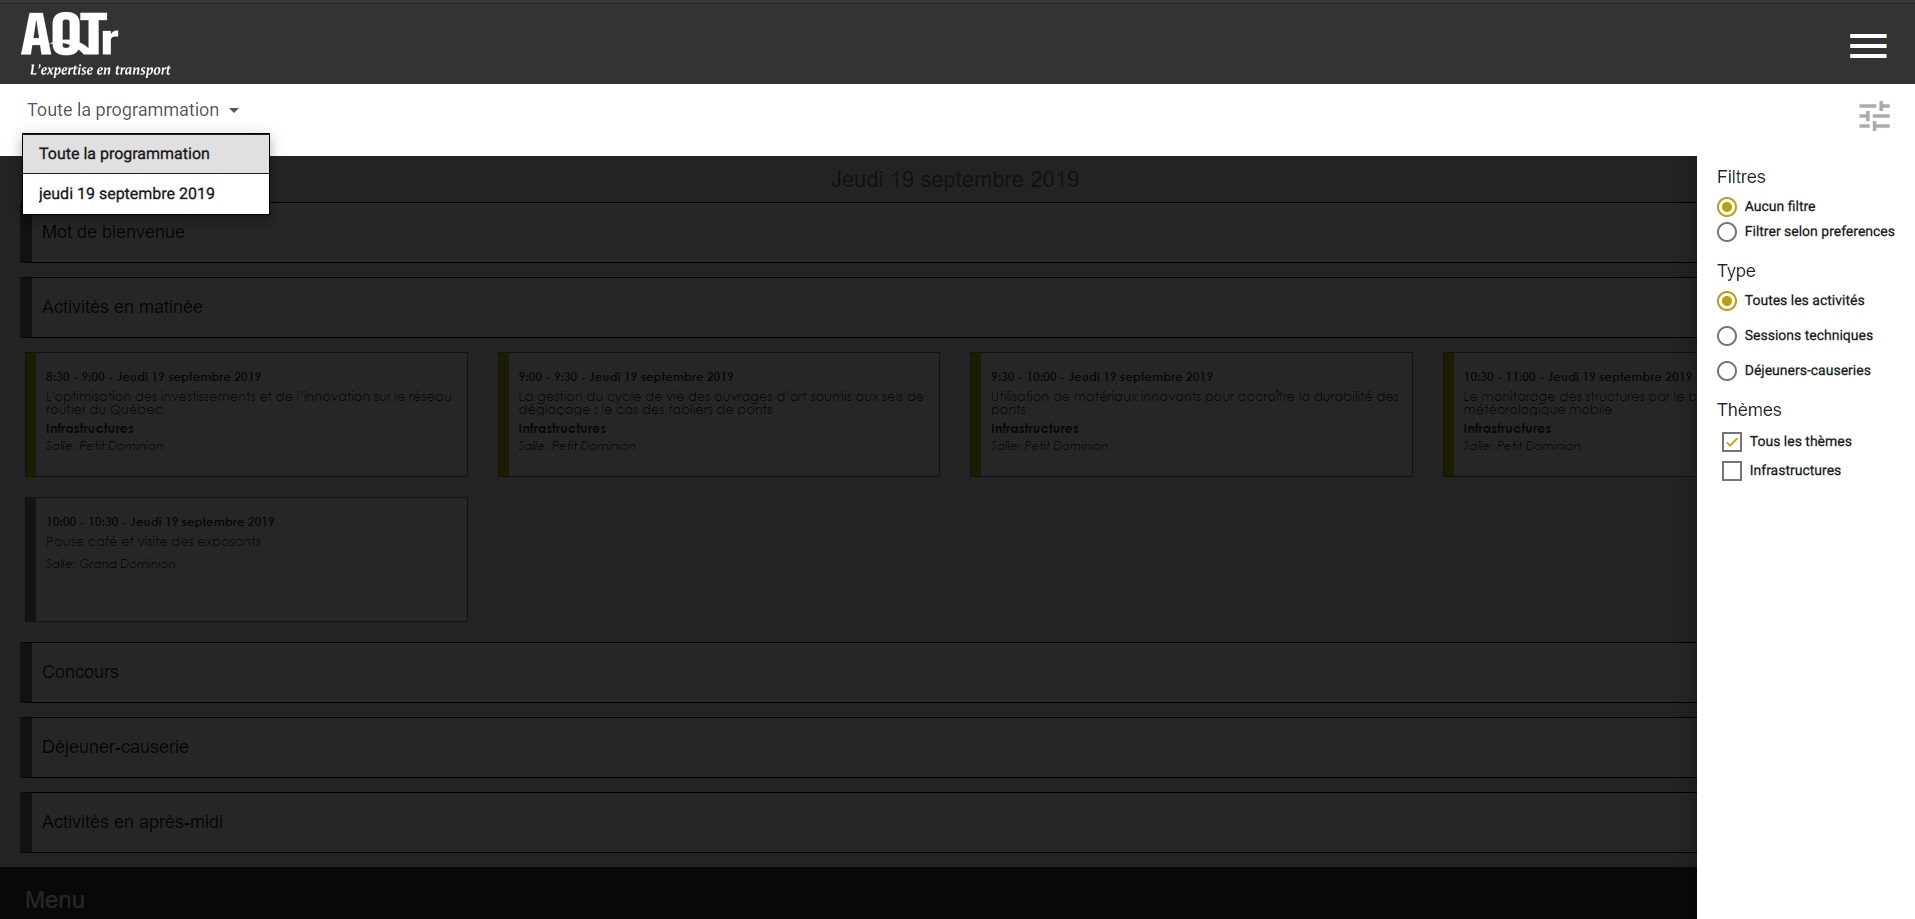 AQTr
L'expertise en transport
Toute la programmation
Toute la programmation
jeudi 19 septembre 2019
Jeudi 19 septembre 2019
Mot de bienvenue
Activités en matinée
8:30 - 9:00 - Jeudi 19 septembre 2019
L'optimisation des investissements et de l'innovation sur le réseau
routier du Québec
Infrastructures
Salle: Petit Dominion
9:00 - 9:30 - Jeudi 19 septembre 2019
La gestion du cycle de vie des ouvrages d'art soumis aux sels de
déglaçage : le cas des tabliers de ponts
Infrastructures
Salle: Petit Dominion
9:30 - 10:00 - Jeudi 19 septembre 2019
Utilisation de matériaux innovants pour accroître la durabilité des
ponts
Infrastructures
Salle: Petit Dominion
10:30 - 11:00 - Jeudi 19 septembre 2019
Le monitorage des structures par le b
météorologique mobile
Infrastructures
Salle: Petit Dominion
10:00 - 10:30 - Jeudi 19 septembre 2019
Pause café et visite des exposants
Salle: Grand Dominion
Concours
Déjeuner-causerie
Activités en après-midi
Menu
Filtres
Aucun filtre
Filtrer selon preferences
Type
Toutes les activités
Sessions techniques
Déjeuners-causeries
Thèmes
Tous les thèmes
Infrastructures